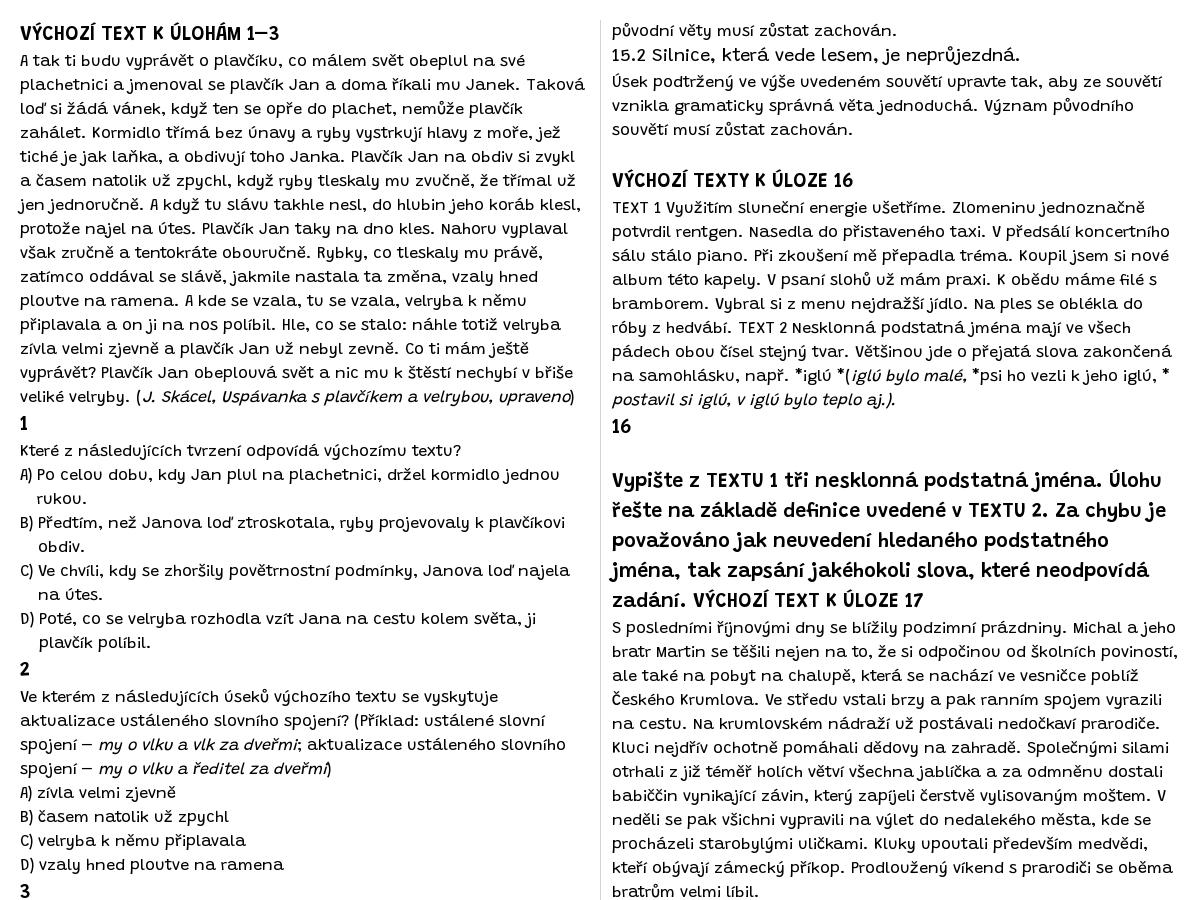 VÝCHOZÍ TEXT K ÚLOHÁM 1–3
A tak ti budu vyprávět o plavčíku, co málem svět obeplul na své
plachetnici a jmenoval se plavčík Jan a doma říkali mu Janek. Taková
loď si žádá vánek, když ten se opře do plachet, nemůže plavčík
zahálet. Kormidlo třímá bez únavy a ryby vystrkují hlavy z moře, jež
tiché je jak laňka, a obdivují toho Janka. Plavčík Jan na obdiv si zvykl
a časem natolik už zpychl, když ryby tleskaly mu zvučně, že třímal už
jen jednoručně. A když tu slávu takhle nesl, do hlubin jeho koráb klesl,
protože najel na útes. Plavčík Jan taky na dno kles. Nahoru vyplaval
však zručně a tentokráte obouručně. Rybky, co tleskaly mu právě,
zatímco oddával se slávě, jakmile nastala ta změna, vzaly hned
ploutve na ramena. A kde se vzala, tu se vzala, velryba k němu
připlavala a on ji na nos políbil. Hle, co se stalo: náhle totiž velryba
zívla velmi zjevně a plavčík Jan už nebyl zevně. Co ti mám ještě
vyprávět? Plavčík Jan obeplouvá svět a nic mu k štěstí nechybí v břiše
veliké velryby. (J. Skácel, Uspávanka s plavčíkem a velrybou, upraveno)
1
Které z následujících tvrzení odpovídá výchozímu textu?
A) Po celou dobu, kdy Jan plul na plachetnici, držel kormidlo jednou
rukou.
B) Předtím, než Janova loď ztroskotala, ryby projevovaly k plavčíkovi
obdiv.
C) Ve chvíli, kdy se zhoršily povětrnostní podmínky, Janova loď najela
na útes.
D) Poté, co se velryba rozhodla vzít Jana na cestu kolem světa, ji
plavčík políbil.
2
Ve kterém z následujících úseků výchozího textu se vyskytuje
aktualizace ustáleného slovního spojení? (Příklad: ustálené slovní
spojení – my o vlku a vlk za dveřmi; aktualizace ustáleného slovního
spojení – my o vlku a ředitel za dveřmi)
A) zívla velmi zjevně
B) časem natolik už zpychl
C) velryba k němu připlavala
D) vzaly hned ploutve na ramena
3
původní věty musí zůstat zachován.
15.2 Silnice, která vede lesem, je neprůjezdná.
Úsek podtržený ve výše uvedeném souvětí upravte tak, aby ze souvětí
vznikla gramaticky správná věta jednoduchá. Význam původního
souvětí musí zůstat zachován.
VÝCHOZÍ TEXTY K ÚLOZE 16
TEXT 1 Využitím sluneční energie ušetříme. Zlomeninu jednoznačně
potvrdil rentgen. Nasedla do přistaveného taxi. V předsálí koncertního
sálu stálo piano. Při zkoušení mě přepadla tréma. Koupil jsem si nové
album této kapely. V psaní slohů už mám praxi. K obědu máme filé s
bramborem. Vybral si z menu nejdražší jídlo. Na ples se oblékla do
róby z hedvábí. TEXT 2 Nesklonná podstatná jména mají ve všech
pádech obou čísel stejný tvar. Většinou jde o přejatá slova zakončená
na samohlásku, např. *iglú *(iglú bylo malé, *psi ho vezli k jeho iglú, *
postavil si iglú, v iglú bylo teplo aj.).
16
Vypište z TEXTU 1 tři nesklonná podstatná jména. Úlohu
řešte na základě definice uvedené v TEXTU 2. Za chybu je
považováno jak neuvedení hledaného podstatného
jména, tak zapsání jakéhokoli slova, které neodpovídá
zadání. VÝCHOZÍ TEXT K ÚLOZE 17
S posledními říjnovými dny se blížily podzimní prázdniny. Michal a jeho
bratr Martin se těšili nejen na to, že si odpočinou od školních poviností,
ale také na pobyt na chalupě, která se nachází ve vesničce poblíž
Českého Krumlova. Ve středu vstali brzy a pak ranním spojem vyrazili
na cestu. Na krumlovském nádraží už postávali nedočkaví prarodiče.
Kluci nejdřív ochotně pomáhali dědovy na zahradě. Společnými silami
otrhali z již téměř holích větví všechna jablíčka a za odměnu dostali
babiččin vynikající závin, který zapíjeli čerstvě vylisovaným moštem. V
neděli se pak všichni vypravili na výlet do nedalekého města, kde se
procházeli starobylými uličkami. Kluky upoutali především medvědi,
kteří obývají zámecký příkop. Prodloužený víkend s prarodiči se oběma
bratrům velmi líbil.